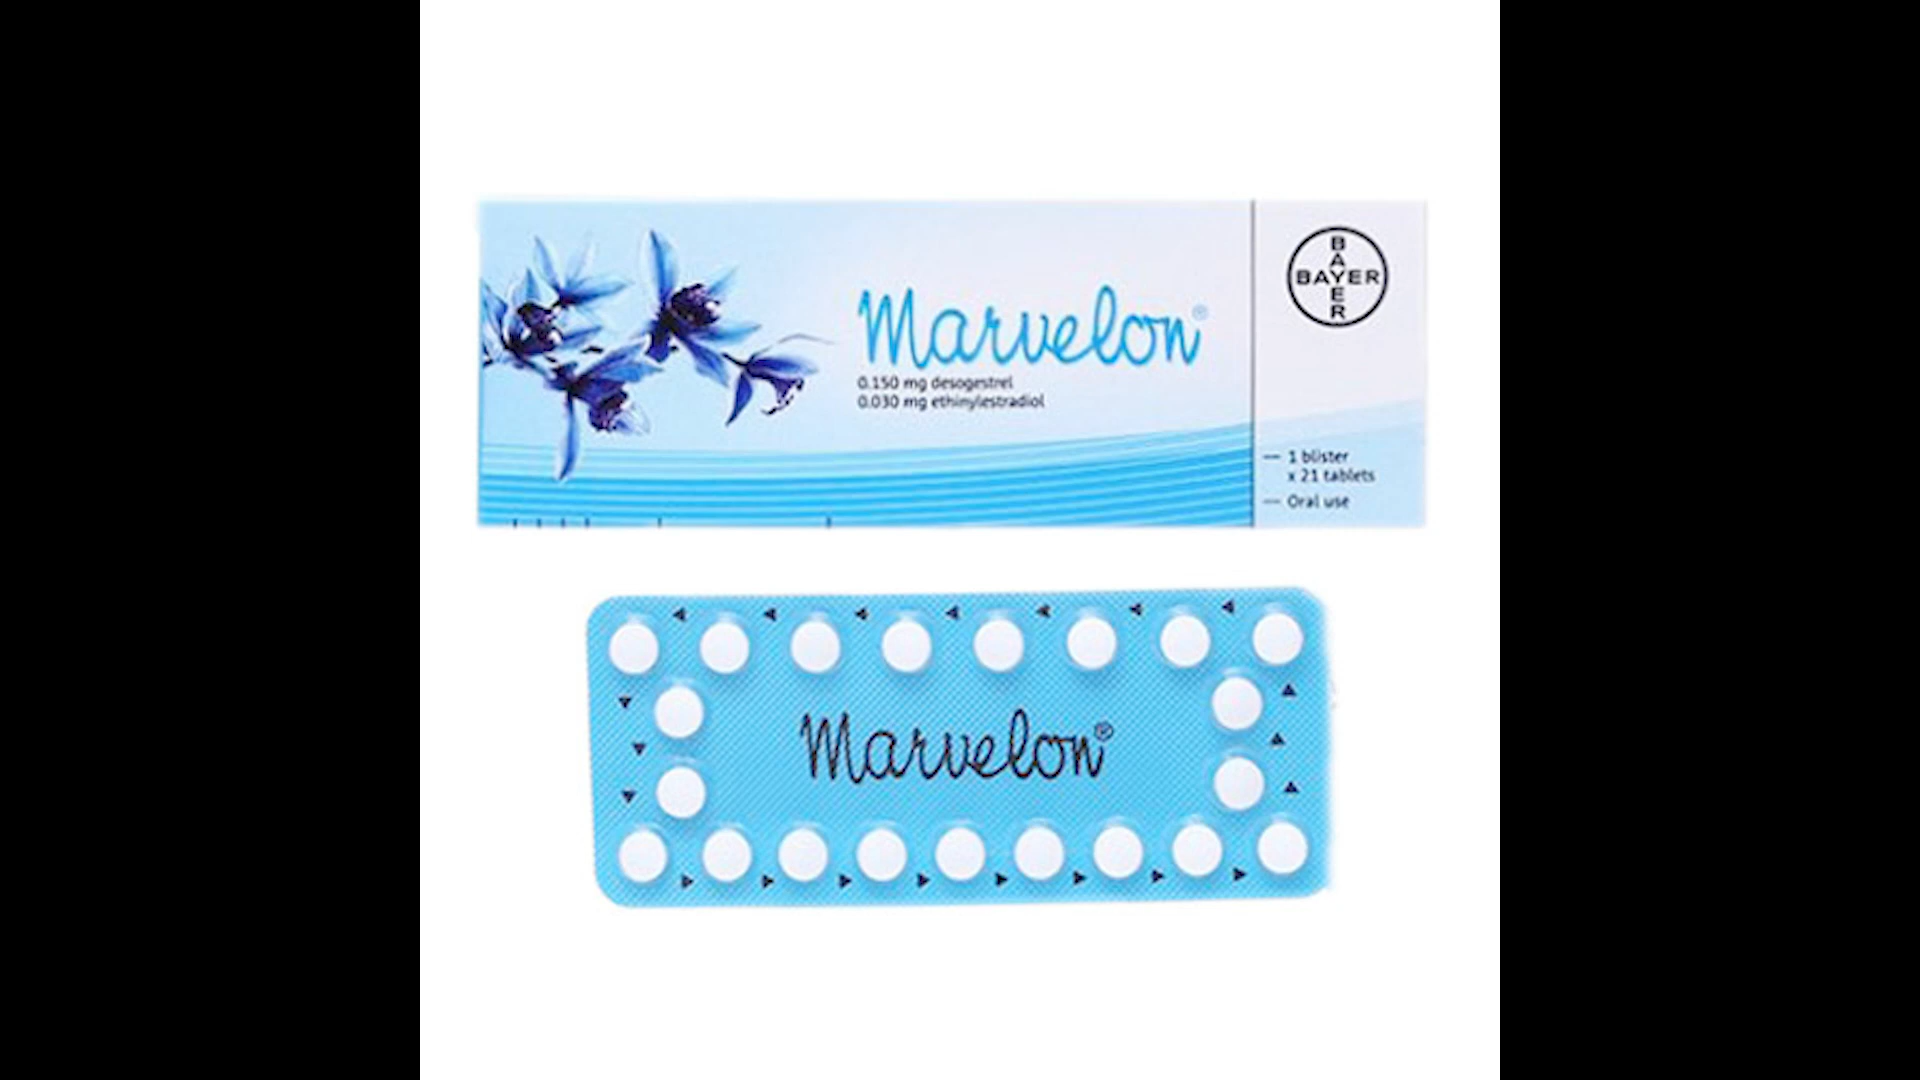 Marvelon®
0.150 mg desogestrel
0.030 mg ethinylestradiol
BAYER
BAYER
1 blister
x 21 tablets
Oral use
Marvelon®